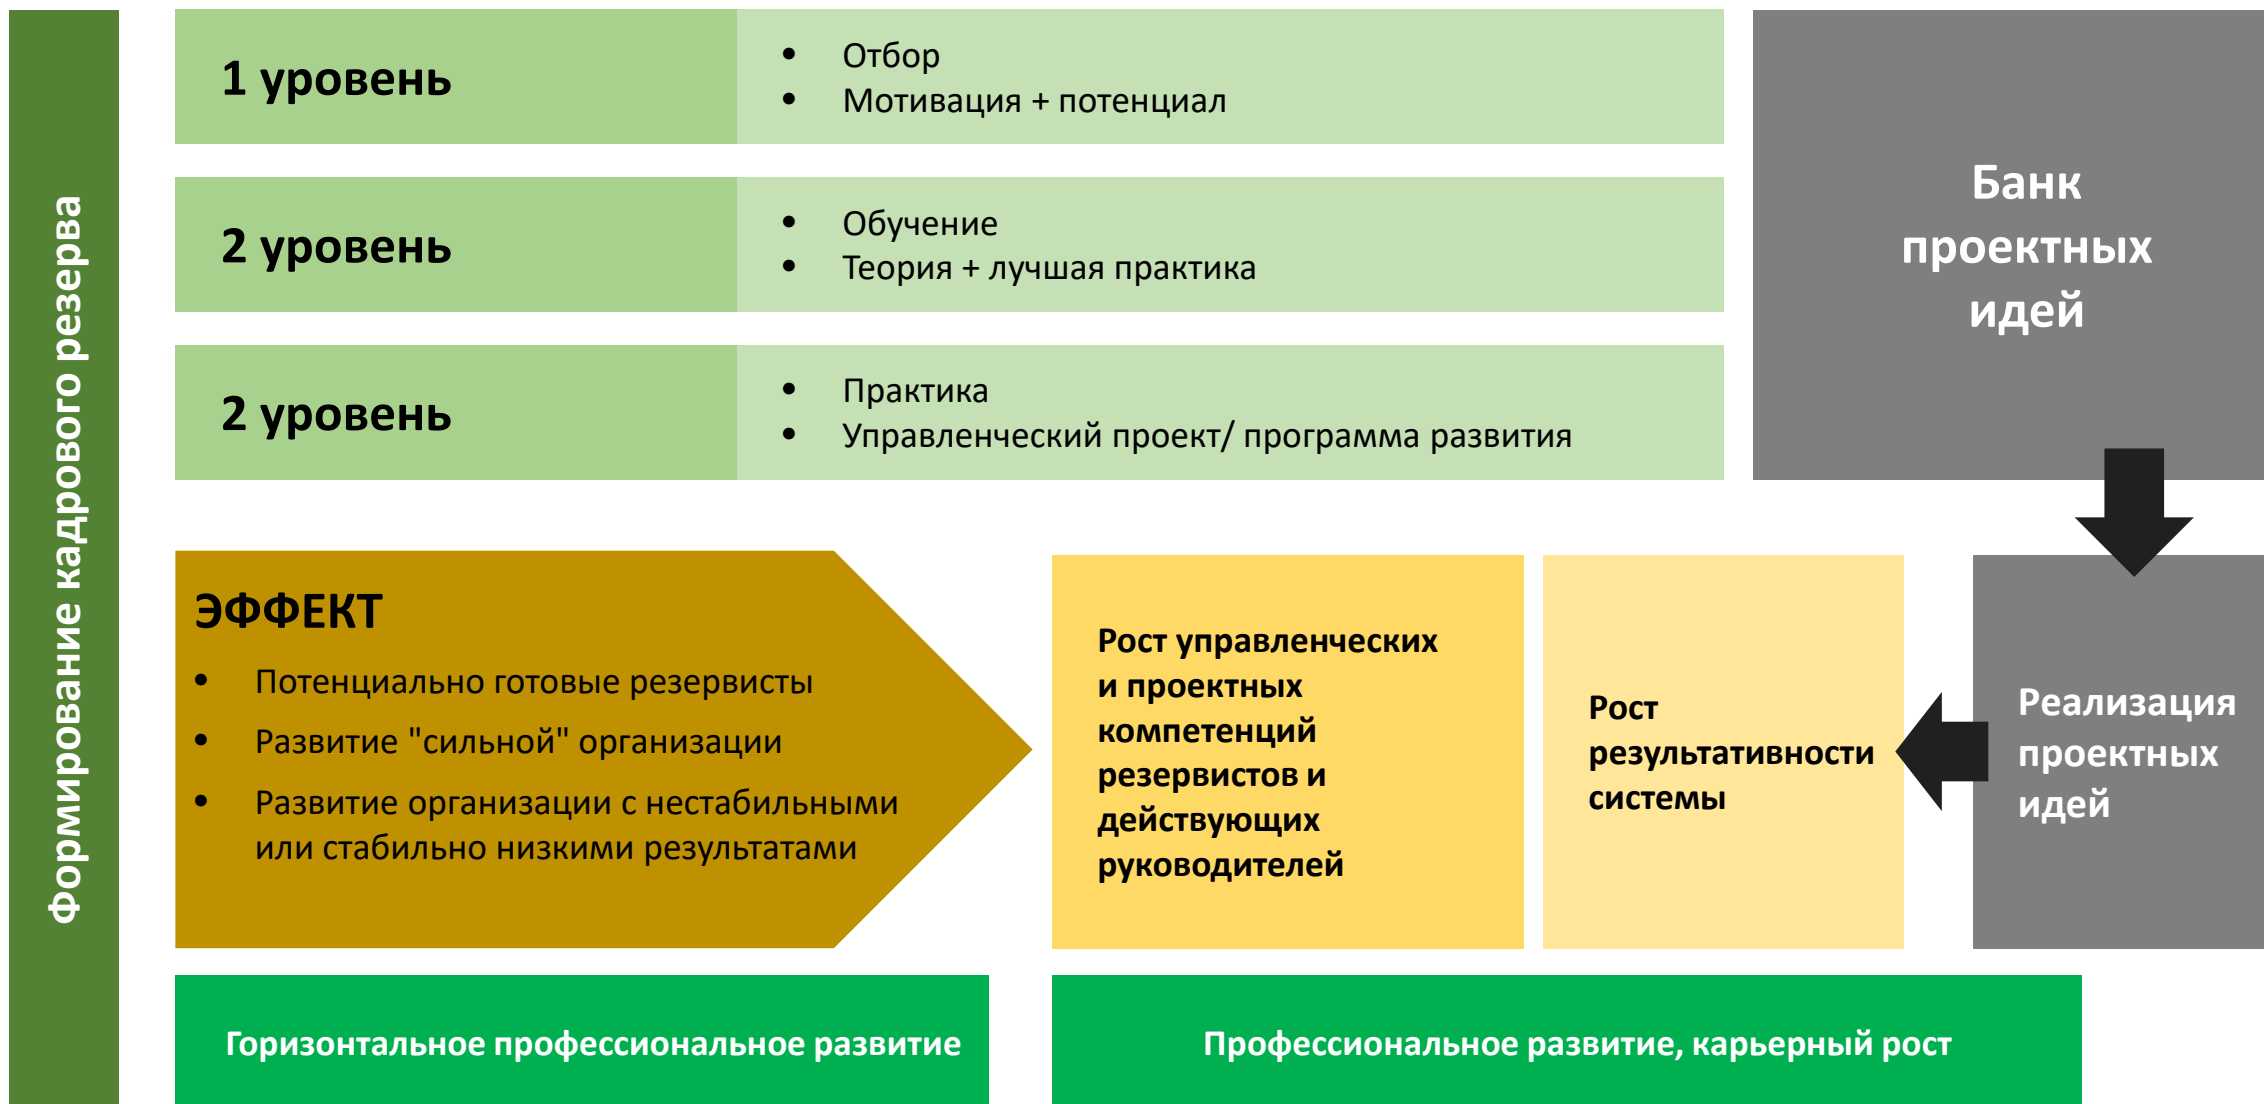 Формирование кадрового резерва
1 уровень
• Отбор
• Мотивация + потенциал
2 уровень
• Обучение
• Теория + лучшая практика
2 уровень
• Практика
• Управленческий проект/ программа развития
Банк
проектных
идей
ЭФФЕКТ
• Потенциально готовые резервисты
• Развитие "сильной" организации
• Развитие организации с нестабильными
или стабильно низкими результатами
Рост управленческих
и проектных
компетенций
резервистов и
действующих
руководителей
Рост
результативности
системы
Реализация
проектных
идей
Горизонтальное профессиональное развитие
Профессиональное развитие, карьерный рост